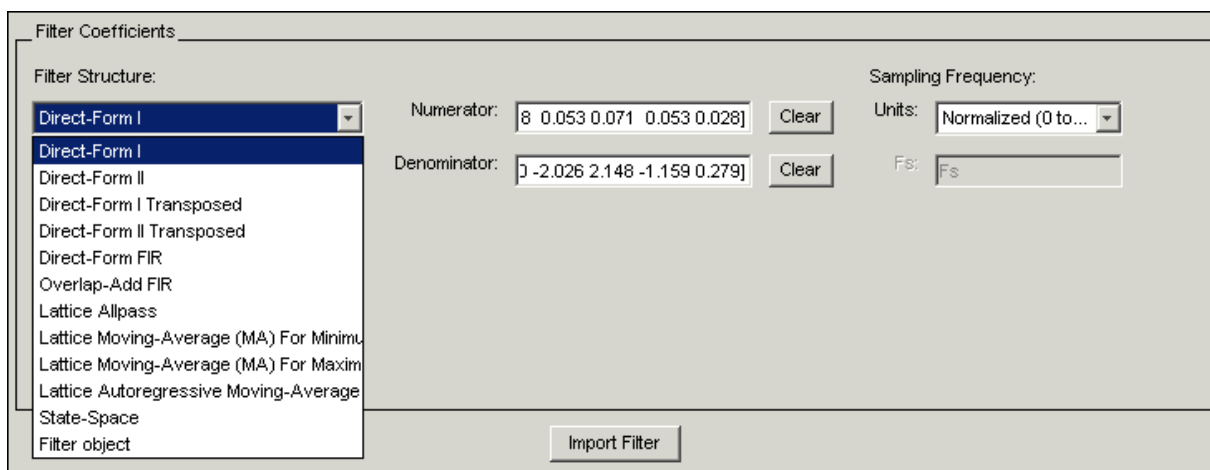 Filter Coefficients
Filter Structure:
Sampling Frequency:
Direct-Form I
Numerator:
8 0.053 0.071 0.053 0.028]
Clear
Units:
Normalized (0 to...
Direct-Form I
Direct-Form II
Denominator:
-2.026 2.148 -1.159 0.279]
Clear
Fs:
Fs
Direct-Form I Transposed
Direct-Form II Transposed
Direct-Form FIR
Overlap-Add FIR
Lattice Allpass
Lattice Moving-Average (MA) For Minimu
Lattice Moving-Average (MA) For Maxim
Lattice Autoregressive Moving-Average
State-Space
Filter object
Import Filter